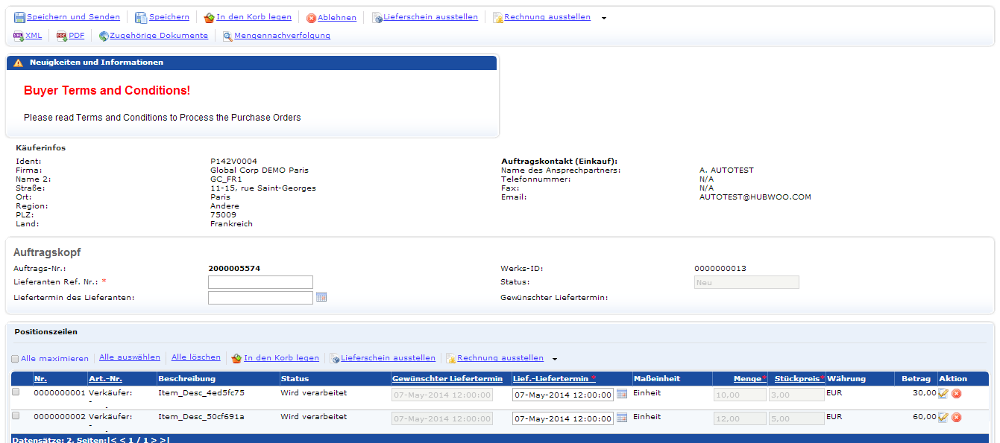 Speichern und Senden Speichern In den Korb legen Ablehnen Lieferschein ausstellen Rechnung ausstellen
XML PDF Zugehörige Dokumente Mengennachverfolgung
Neuigkeiten und Informationen
Buyer Terms and Conditions!
Please read Terms and Conditions to Process the Purchase Orders
Käuferinfos
Ident: P142V0004 Auftragskontakt (Einkauf):
Firma: Global Corp DEMO Paris Name des Ansprechpartners: A. AUTOTEST
Name 2: GC_FR1 Telefonnummer: N/A
Straße: 11-15, rue Saint-Georges Fax: N/A
Ort: Paris Email: AUTOTEST@HUBWOO.COM
Region: Andere
PLZ: 75009
Land: Frankreich
Auftragskopf
Auftrags-Nr.: 2000005574 Werks-ID: 0000000013
Lieferanten Ref. Nr.: * Status: Neu
Liefertermin des Lieferanten: Gewünschter Liefertermin:
Positionszeilen
Alle maximieren Alle auswählen Alle löschen In den Korb legen Lieferschein ausstellen Rechnung ausstellen
Nr. Art.-Nr. Beschreibung Status Gewünschter Liefertermin Lief.-Liefertermin * Maßeinheit Menge* Stückpreis* Währung Betrag Aktion
0000000001 Verkäufer: Item_Desc_4ed5fc75 Wird verarbeitet 07-May-2014 12:00:00 07-May-2014 12:00:00 Einheit 10,00 3,00 EUR 30,00
-
0000000002 Verkäufer: Item_Desc_50cf691a Wird verarbeitet 07-May-2014 12:00:00 07-May-2014 12:00:00 Einheit 12,00 5,00 EUR 60,00
-
Datensätze: 2, Seiten:|< < 1 / 1 > >|